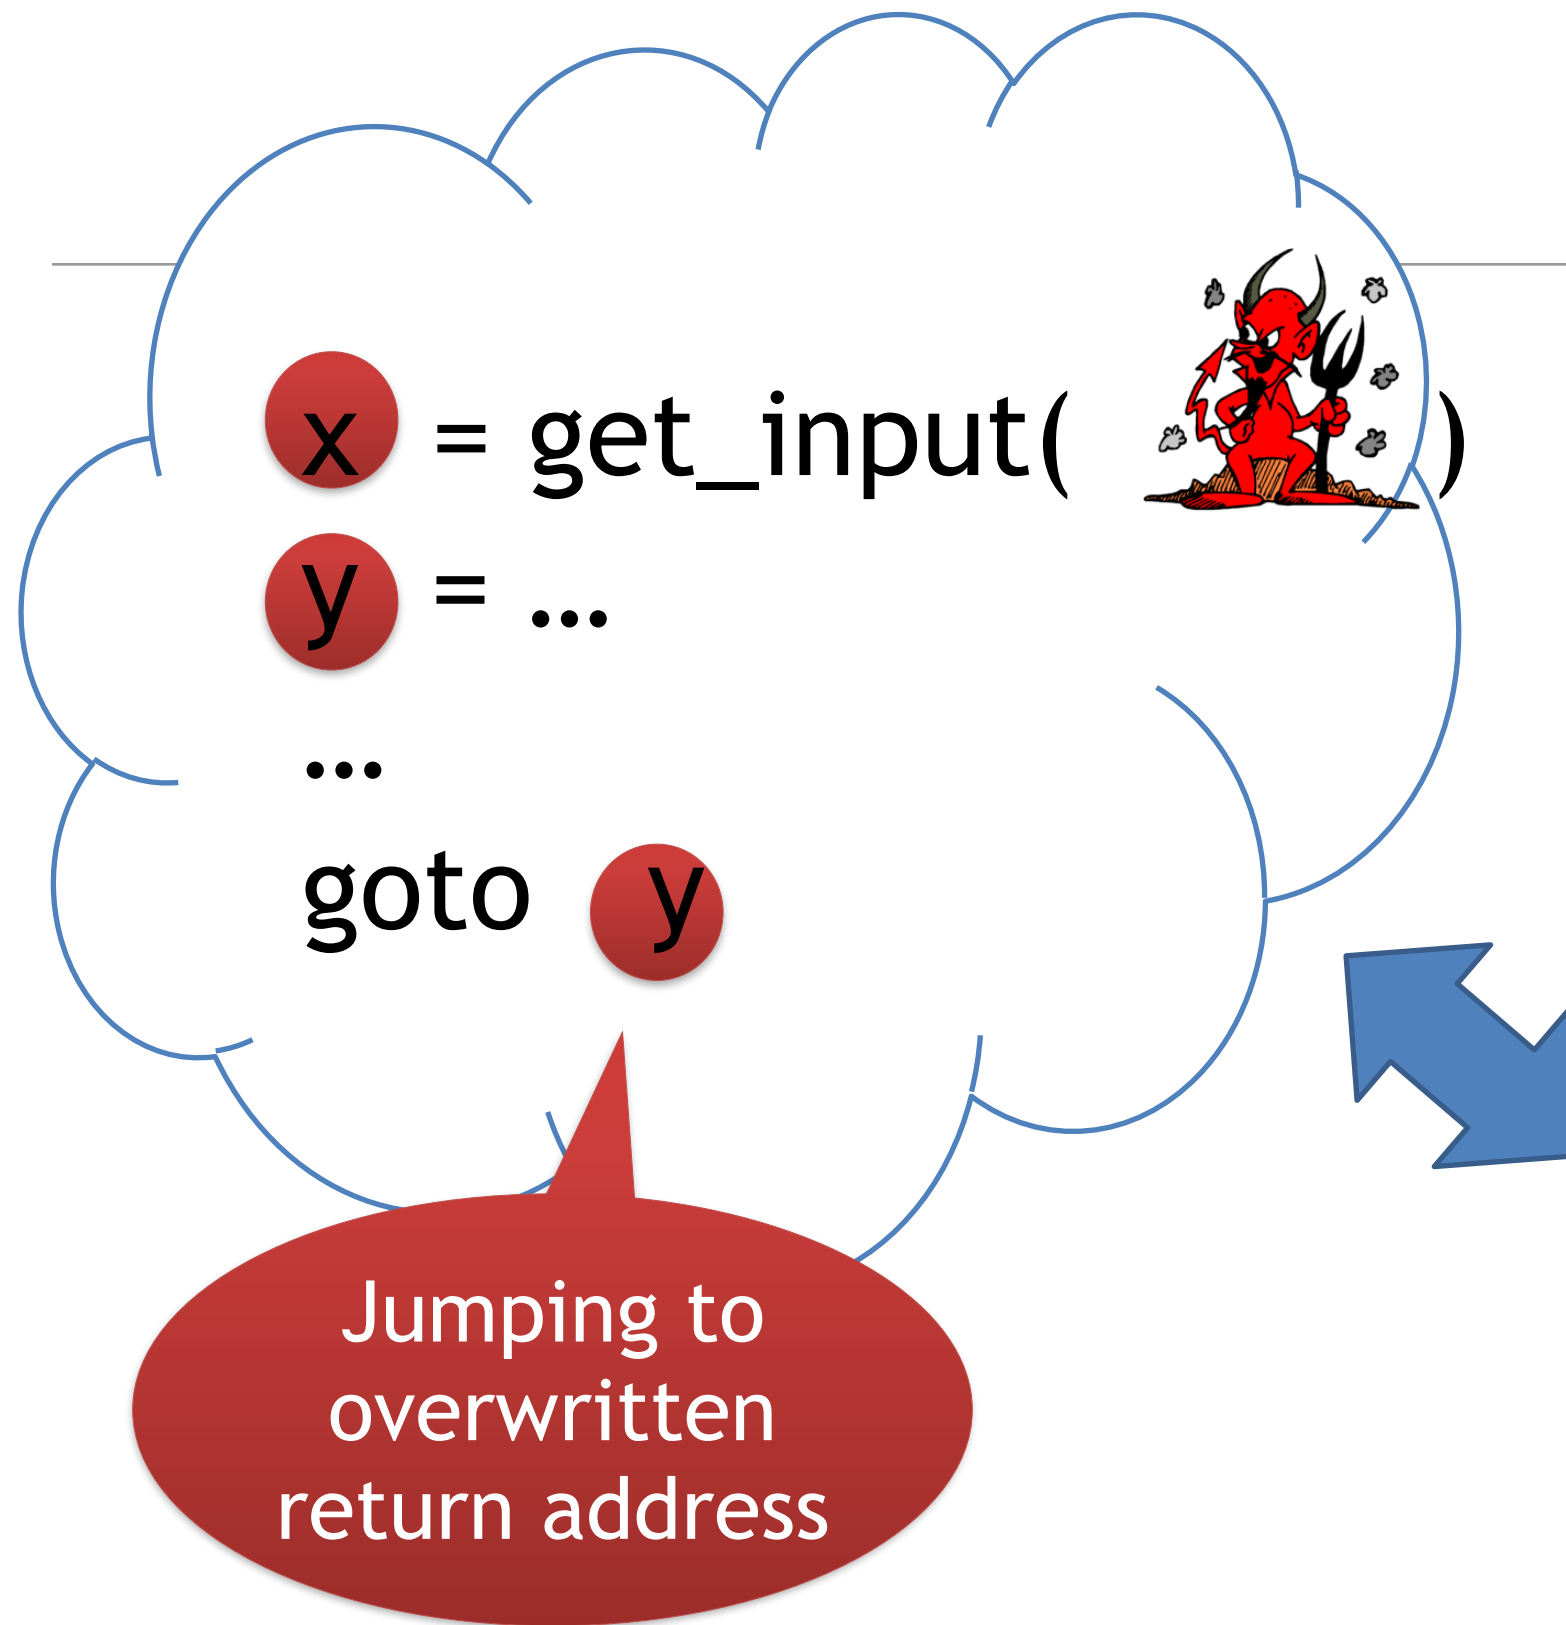 x = get_input( )
y = …
…
goto y
Jumping to
overwritten
return address